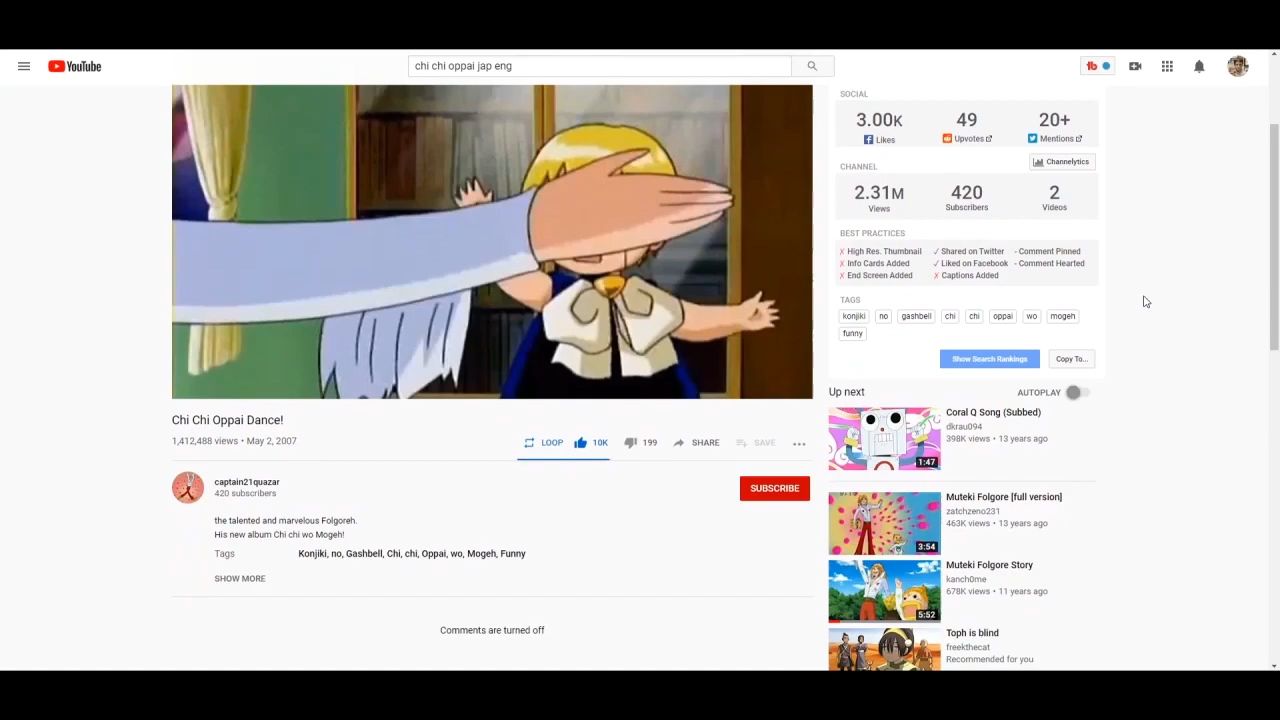 YouTube
chi chi oppai jap eng
SOCIAL
3.00K 49 20+
Likes Upvotes Mentions
CHANNEL
Channelytics
2.31M 420 2
Views Subscribers Videos
BEST PRACTICES
✗ High Res. Thumbnail ✓ Shared on Twitter - Comment Pinned
✗ Info Cards Added ✓ Liked on Facebook - Comment Hearted
✗ End Screen Added ✗ Captions Added
TAGS
konjiki no gashbell chi chi oppai wo mogeh
funny
Show Search Rankings Copy To...
Chi Chi Oppai Dance!
1,412,488 views • May 2, 2007
LOOP 10K 199 SHARE SAVE
captain21quazar
420 subscribers
SUBSCRIBE
the talented and marvelous Folgoreh.
His new album Chi chi wo Mogeh!
Tags Konjiki, no, Gashbell, Chi, chi, Oppai, wo, Mogeh, Funny
SHOW MORE
Comments are turned off
Up next AUTOPLAY
Coral Q Song (Subbed)
dkrau094
398K views • 13 years ago
1:47
Muteki Folgore [full version]
zatchzeno231
463K views • 13 years ago
3:54
Muteki Folgore Story
kanch0me
678K views • 11 years ago
5:52
Toph is blind
freekthecat
Recommended for you